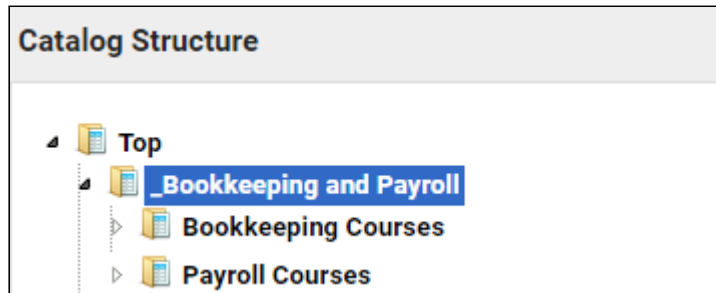 Catalog Structure
Top
_Bookkeeping and Payroll
Bookkeeping Courses
Payroll Courses